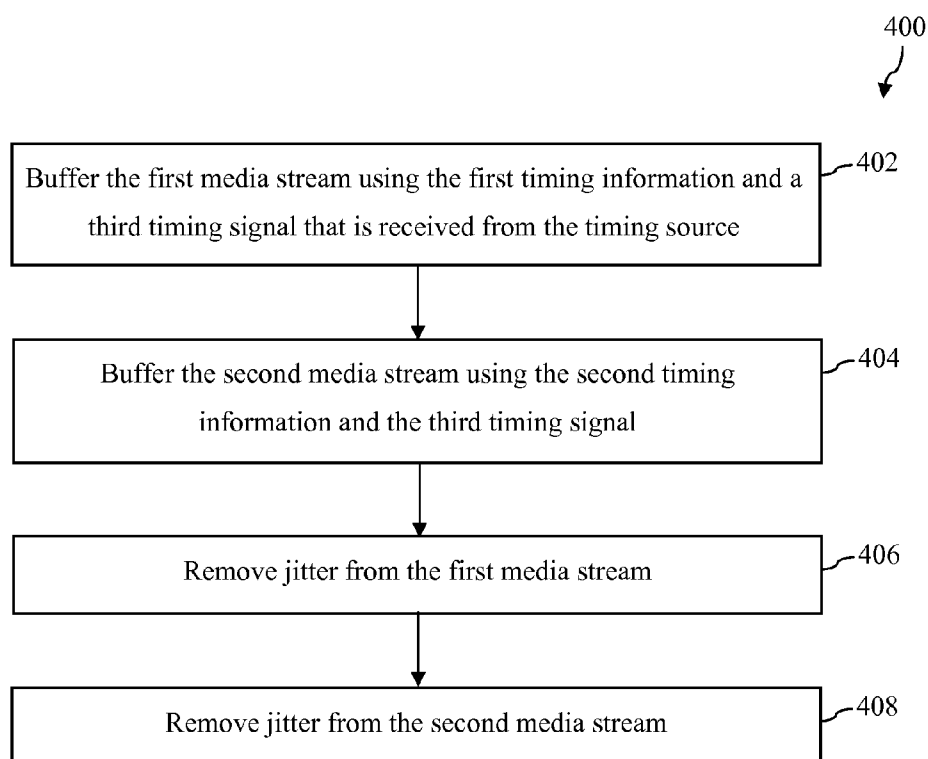 400
402
Buffer the first media stream using the first timing information and a
third timing signal that is received from the timing source
404
Buffer the second media stream using the second timing
information and the third timing signal
406
Remove jitter from the first media stream
408
Remove jitter from the second media stream